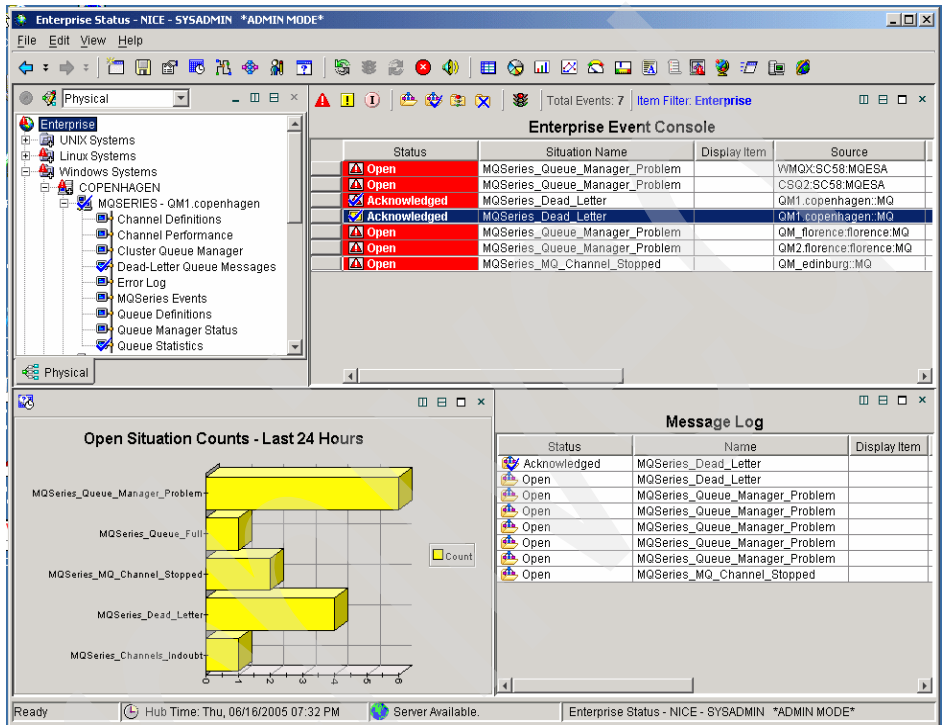 Enterprise Status - NICE - SYSADMIN *ADMIN MODE*
File Edit View Help
Physical
Total Events: 7 Item Filter: Enterprise
Enterprise
UNIX Systems
Linux Systems
Windows Systems
COPENHAGEN
MQSERIES - QM1.copenhagen
Channel Definitions
Channel Performance
Cluster Queue Manager
Dead-Letter Queue Messages
Error Log
MQSeries Events
Queue Definitions
Queue Manager Status
Queue Statistics
Physical
Enterprise Event Console
Status Situation Name Display Item Source
Open MQSeries_Queue_Manager_Problem WMQX:SC58:MQESA
Open MQSeries_Queue_Manager_Problem CSQ2:SC58:MQESA
Acknowledged MQSeries_Dead_Letter QM1.copenhagen::MQ
Acknowledged MQSeries_Dead_Letter QM1.copenhagen::MQ
Open MQSeries_Queue_Manager_Problem QM_florence:florence:MQ
Open MQSeries_Queue_Manager_Problem QM2.florence:florence:MQ
Open MQSeries_MQ_Channel_Stopped QM_edinburg::MQ
Open Situation Counts - Last 24 Hours
MQSeries_Queue_Manager_Problem
MQSeries_Queue_Full
MQSeries_MQ_Channel_Stopped
MQSeries_Dead_Letter
MQSeries_Channels_Indoubt
0 1 2 3 4 5 6
Count
Message Log
Status Name Display Item
Acknowledged MQSeries_Dead_Letter
Open MQSeries_Dead_Letter
Open MQSeries_Queue_Manager_Problem
Open MQSeries_Queue_Manager_Problem
Open MQSeries_Queue_Manager_Problem
Open MQSeries_Queue_Manager_Problem
Open MQSeries_Queue_Manager_Problem
Open MQSeries_MQ_Channel_Stopped
Ready Hub Time: Thu, 06/16/2005 07:32 PM Server Available. Enterprise Status - NICE - SYSADMIN *ADMIN MODE*